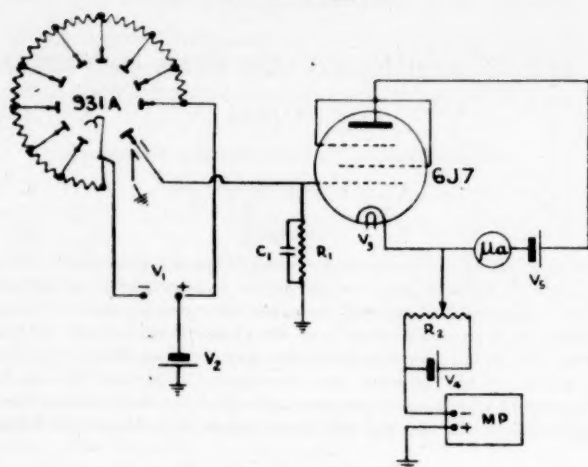 931A
6J7
C1
R1
V1
- +
V2
V3
μa
V5
R2
V4
MP
-
+